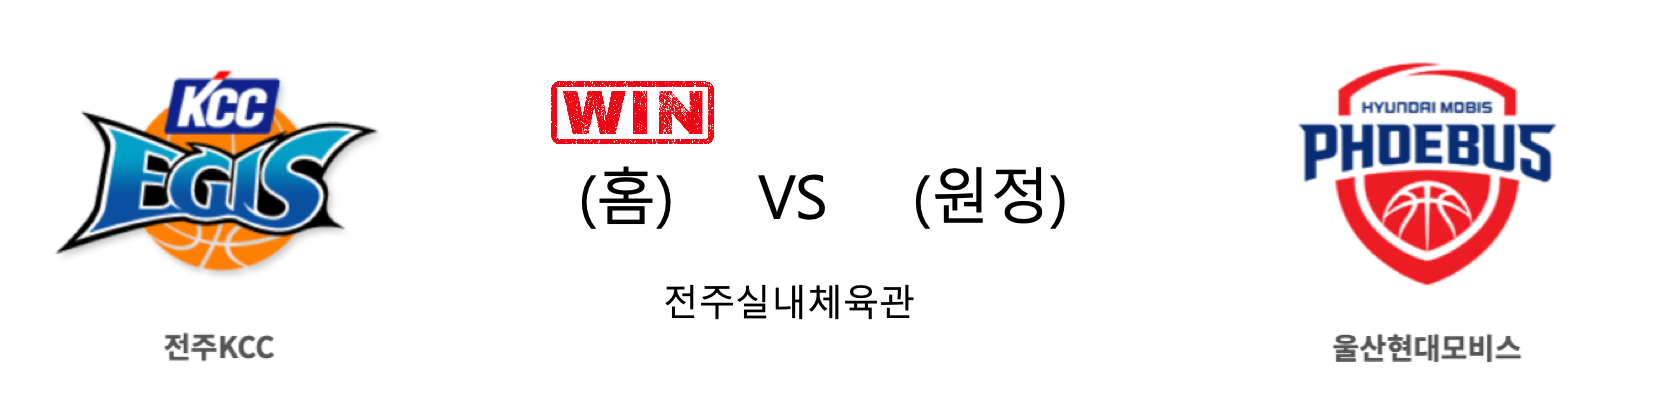 KCC
EGIS
전주KCC
WIN
(홈) VS (원정)
전주실내체육관
HYUNDAI MOBIS
PHOEBUS
울산현대모비스